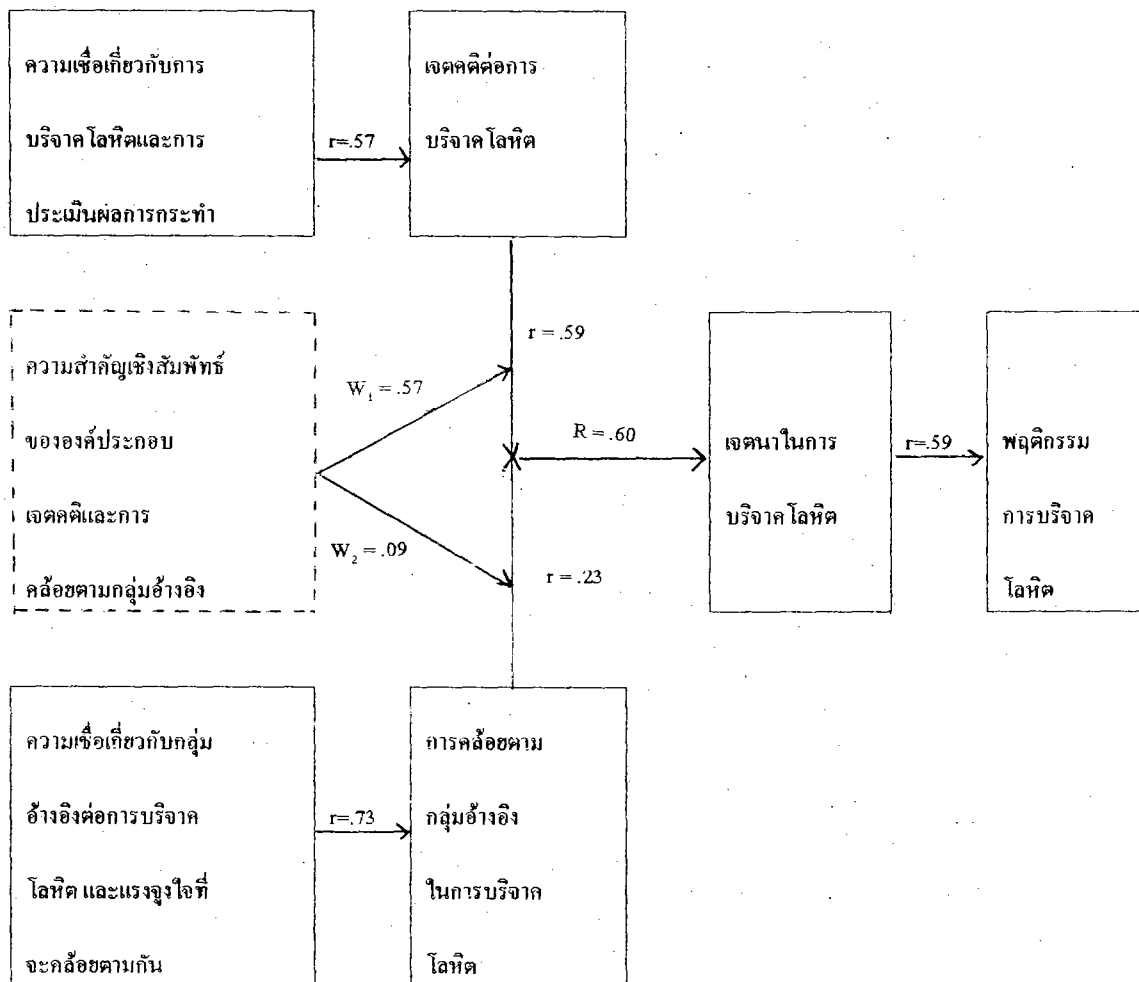 ความเชื่อเกี่ยวกับการ
บริจาคโลหิตและการ
ประเมินผลการกระทำ
r=.57
เจตคติต่อการ
บริจาคโลหิต
r = .59
ความสำคัญเชิงสัมพัทธ์
ขององค์ประกอบ
เจตคติและการ
คล้อยตามกลุ่มอ้างอิง
W₁ = .57
W₂ = .09
R = .60
r = .23
เจตนาในการ
บริจาคโลหิต
r=.59
พฤติกรรม
การบริจาค
โลหิต
ความเชื่อเกี่ยวกับกลุ่ม
อ้างอิงต่อการบริจาค
โลหิต และแรงจูงใจที่
จะคล้อยตามกัน
r=.73
การคล้อยตาม
กลุ่มอ้างอิง
ในการบริจาค
โลหิต